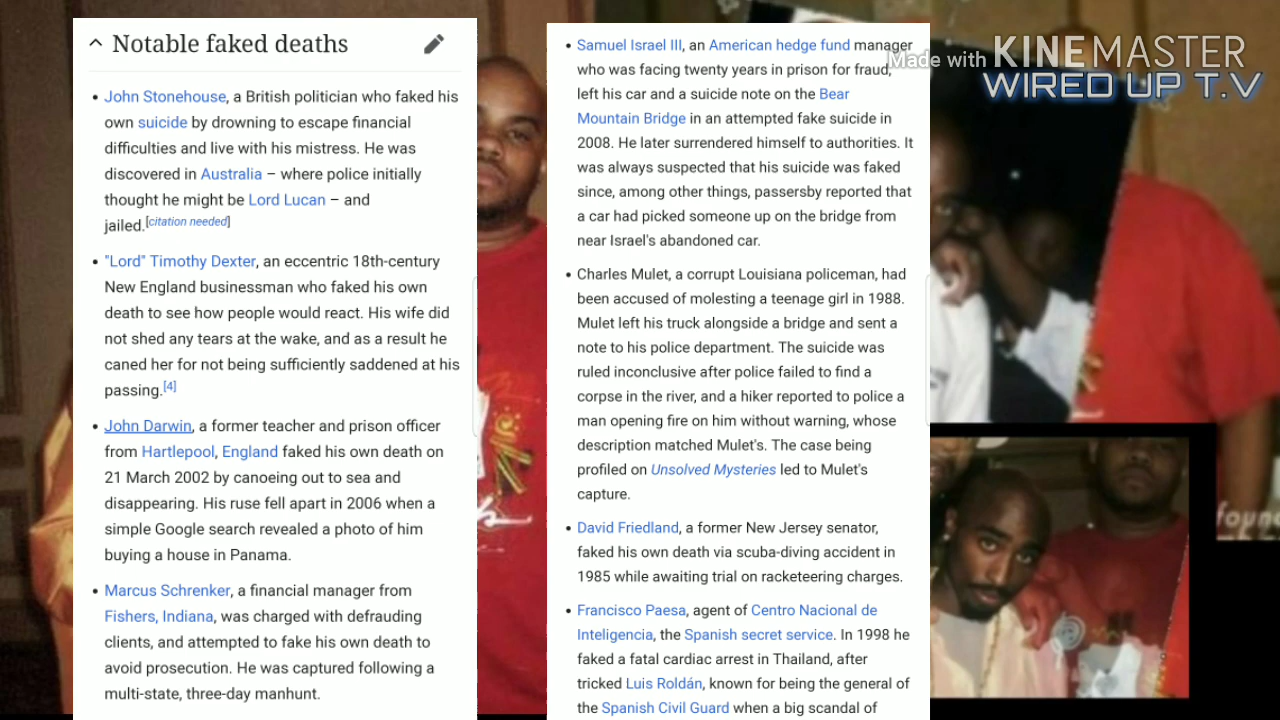 Notable faked deaths
John Stonehouse, a British politician who faked his
own suicide by drowning to escape financial
difficulties and live with his mistress. He was
discovered in Australia – where police initially
thought he might be Lord Lucan – and
jailed.[citation needed]
"Lord" Timothy Dexter, an eccentric 18th-century
New England businessman who faked his own
death to see how people would react. His wife did
not shed any tears at the wake, and as a result he
caned her for not being sufficiently saddened at his
passing.[4]
John Darwin, a former teacher and prison officer
from Hartlepool, England faked his own death on
21 March 2002 by canoeing out to sea and
disappearing. His ruse fell apart in 2006 when a
simple Google search revealed a photo of him
buying a house in Panama.
Marcus Schrenker, a financial manager from
Fishers, Indiana, was charged with defrauding
clients, and attempted to fake his own death to
avoid prosecution. He was captured following a
multi-state, three-day manhunt.
Samuel Israel III, an American hedge fund manager
who was facing twenty years in prison for fraud,
left his car and a suicide note on the Bear
Mountain Bridge in an attempted fake suicide in
2008. He later surrendered himself to authorities. It
was always suspected that his suicide was faked
since, among other things, passersby reported that
a car had picked someone up on the bridge from
near Israel's abandoned car.
Charles Mulet, a corrupt Louisiana policeman, had
been accused of molesting a teenage girl in 1988.
Mulet left his truck alongside a bridge and sent a
note to his police department. The suicide was
ruled inconclusive after police failed to find a
corpse in the river, and a hiker reported to police a
man opening fire on him without warning, whose
description matched Mulet's. The case being
profiled on Unsolved Mysteries led to Mulet's
capture.
David Friedland, a former New Jersey senator,
faked his own death via scuba-diving accident in
1985 while awaiting trial on racketeering charges.
Francisco Paesa, agent of Centro Nacional de
Inteligencia, the Spanish secret service. In 1998 he
faked a fatal cardiac arrest in Thailand, after
tricked Luis Roldán, known for being the general of
the Spanish Civil Guard when a big scandal of
Made with KINEMASTER
WIRED UP T.V